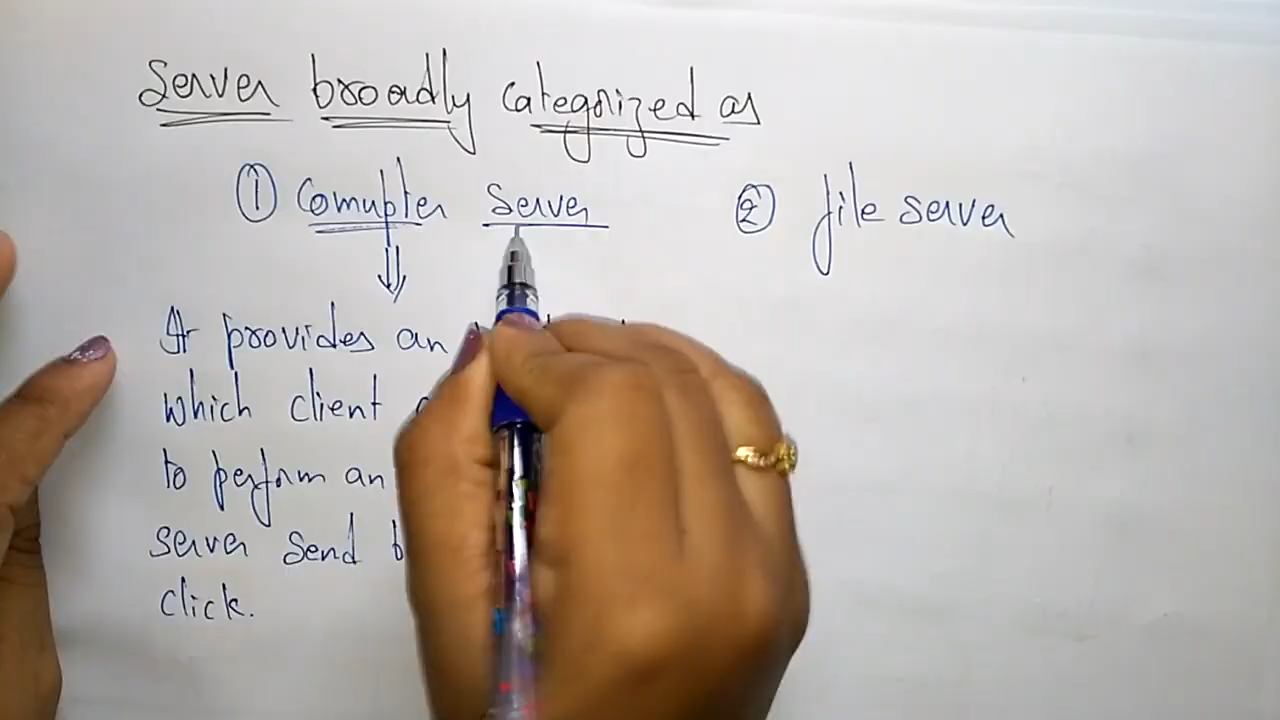 Server broadly categorized as
① Comupter Server ② file server
It provides an
which client
to perform an
server send
click.